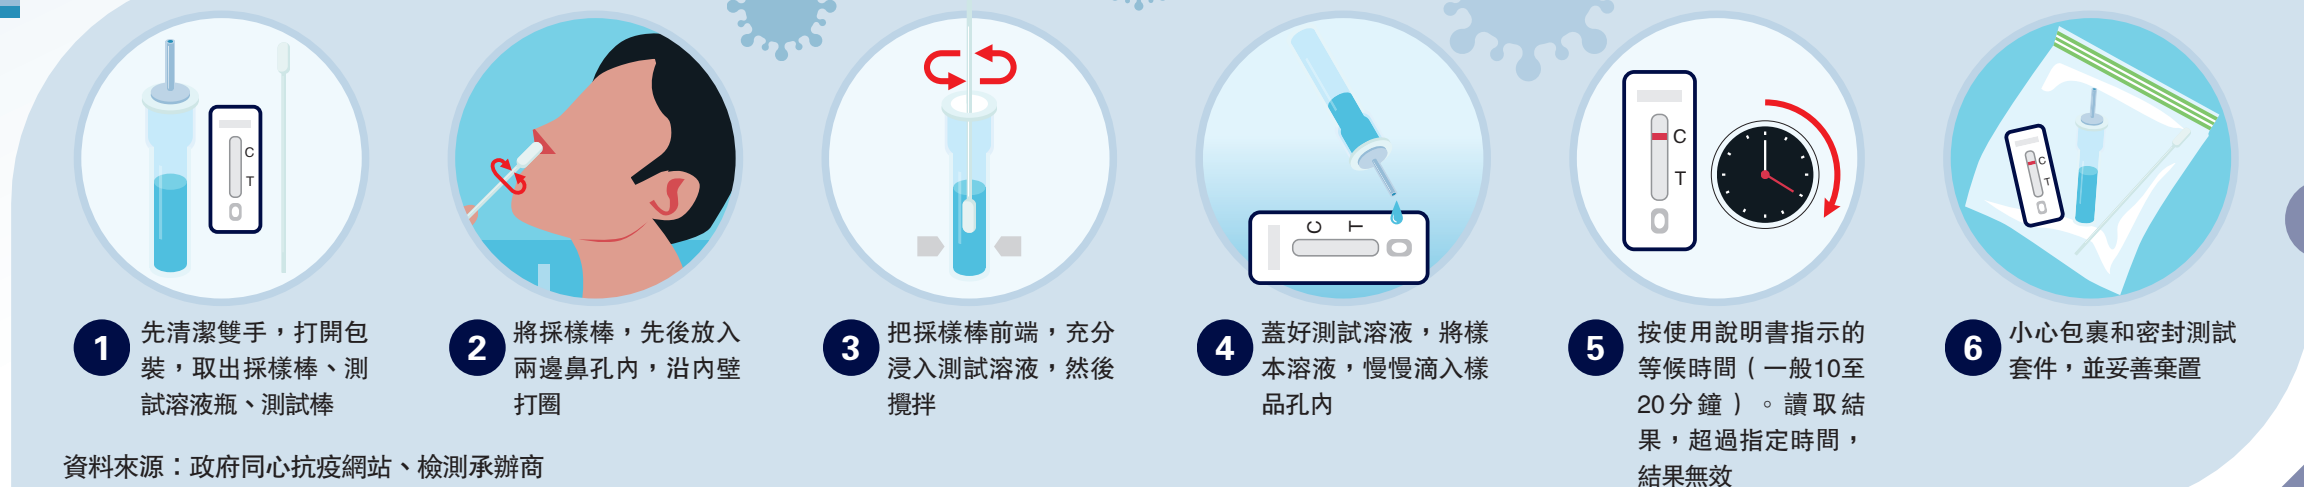 C
T
C
T
C
T
C
T
1
先清潔雙手，打開包
裝，取出採樣棒、測
試溶液瓶、測試棒
2
將採樣棒，先後放入
兩邊鼻孔內，沿內壁
打圈
3
把採樣棒前端，充分
浸入測試溶液，然後
攪拌
4
蓋好測試溶液，將樣
本溶液，慢慢滴入樣
品孔內
5
按使用說明書指示的
等候時間（一般10至
20分鐘）。讀取結
果，超過指定時間，
結果無效
6
小心包裹和密封測試
套件，並妥善棄置
資料來源：政府同心抗疫網站、檢測承辦商